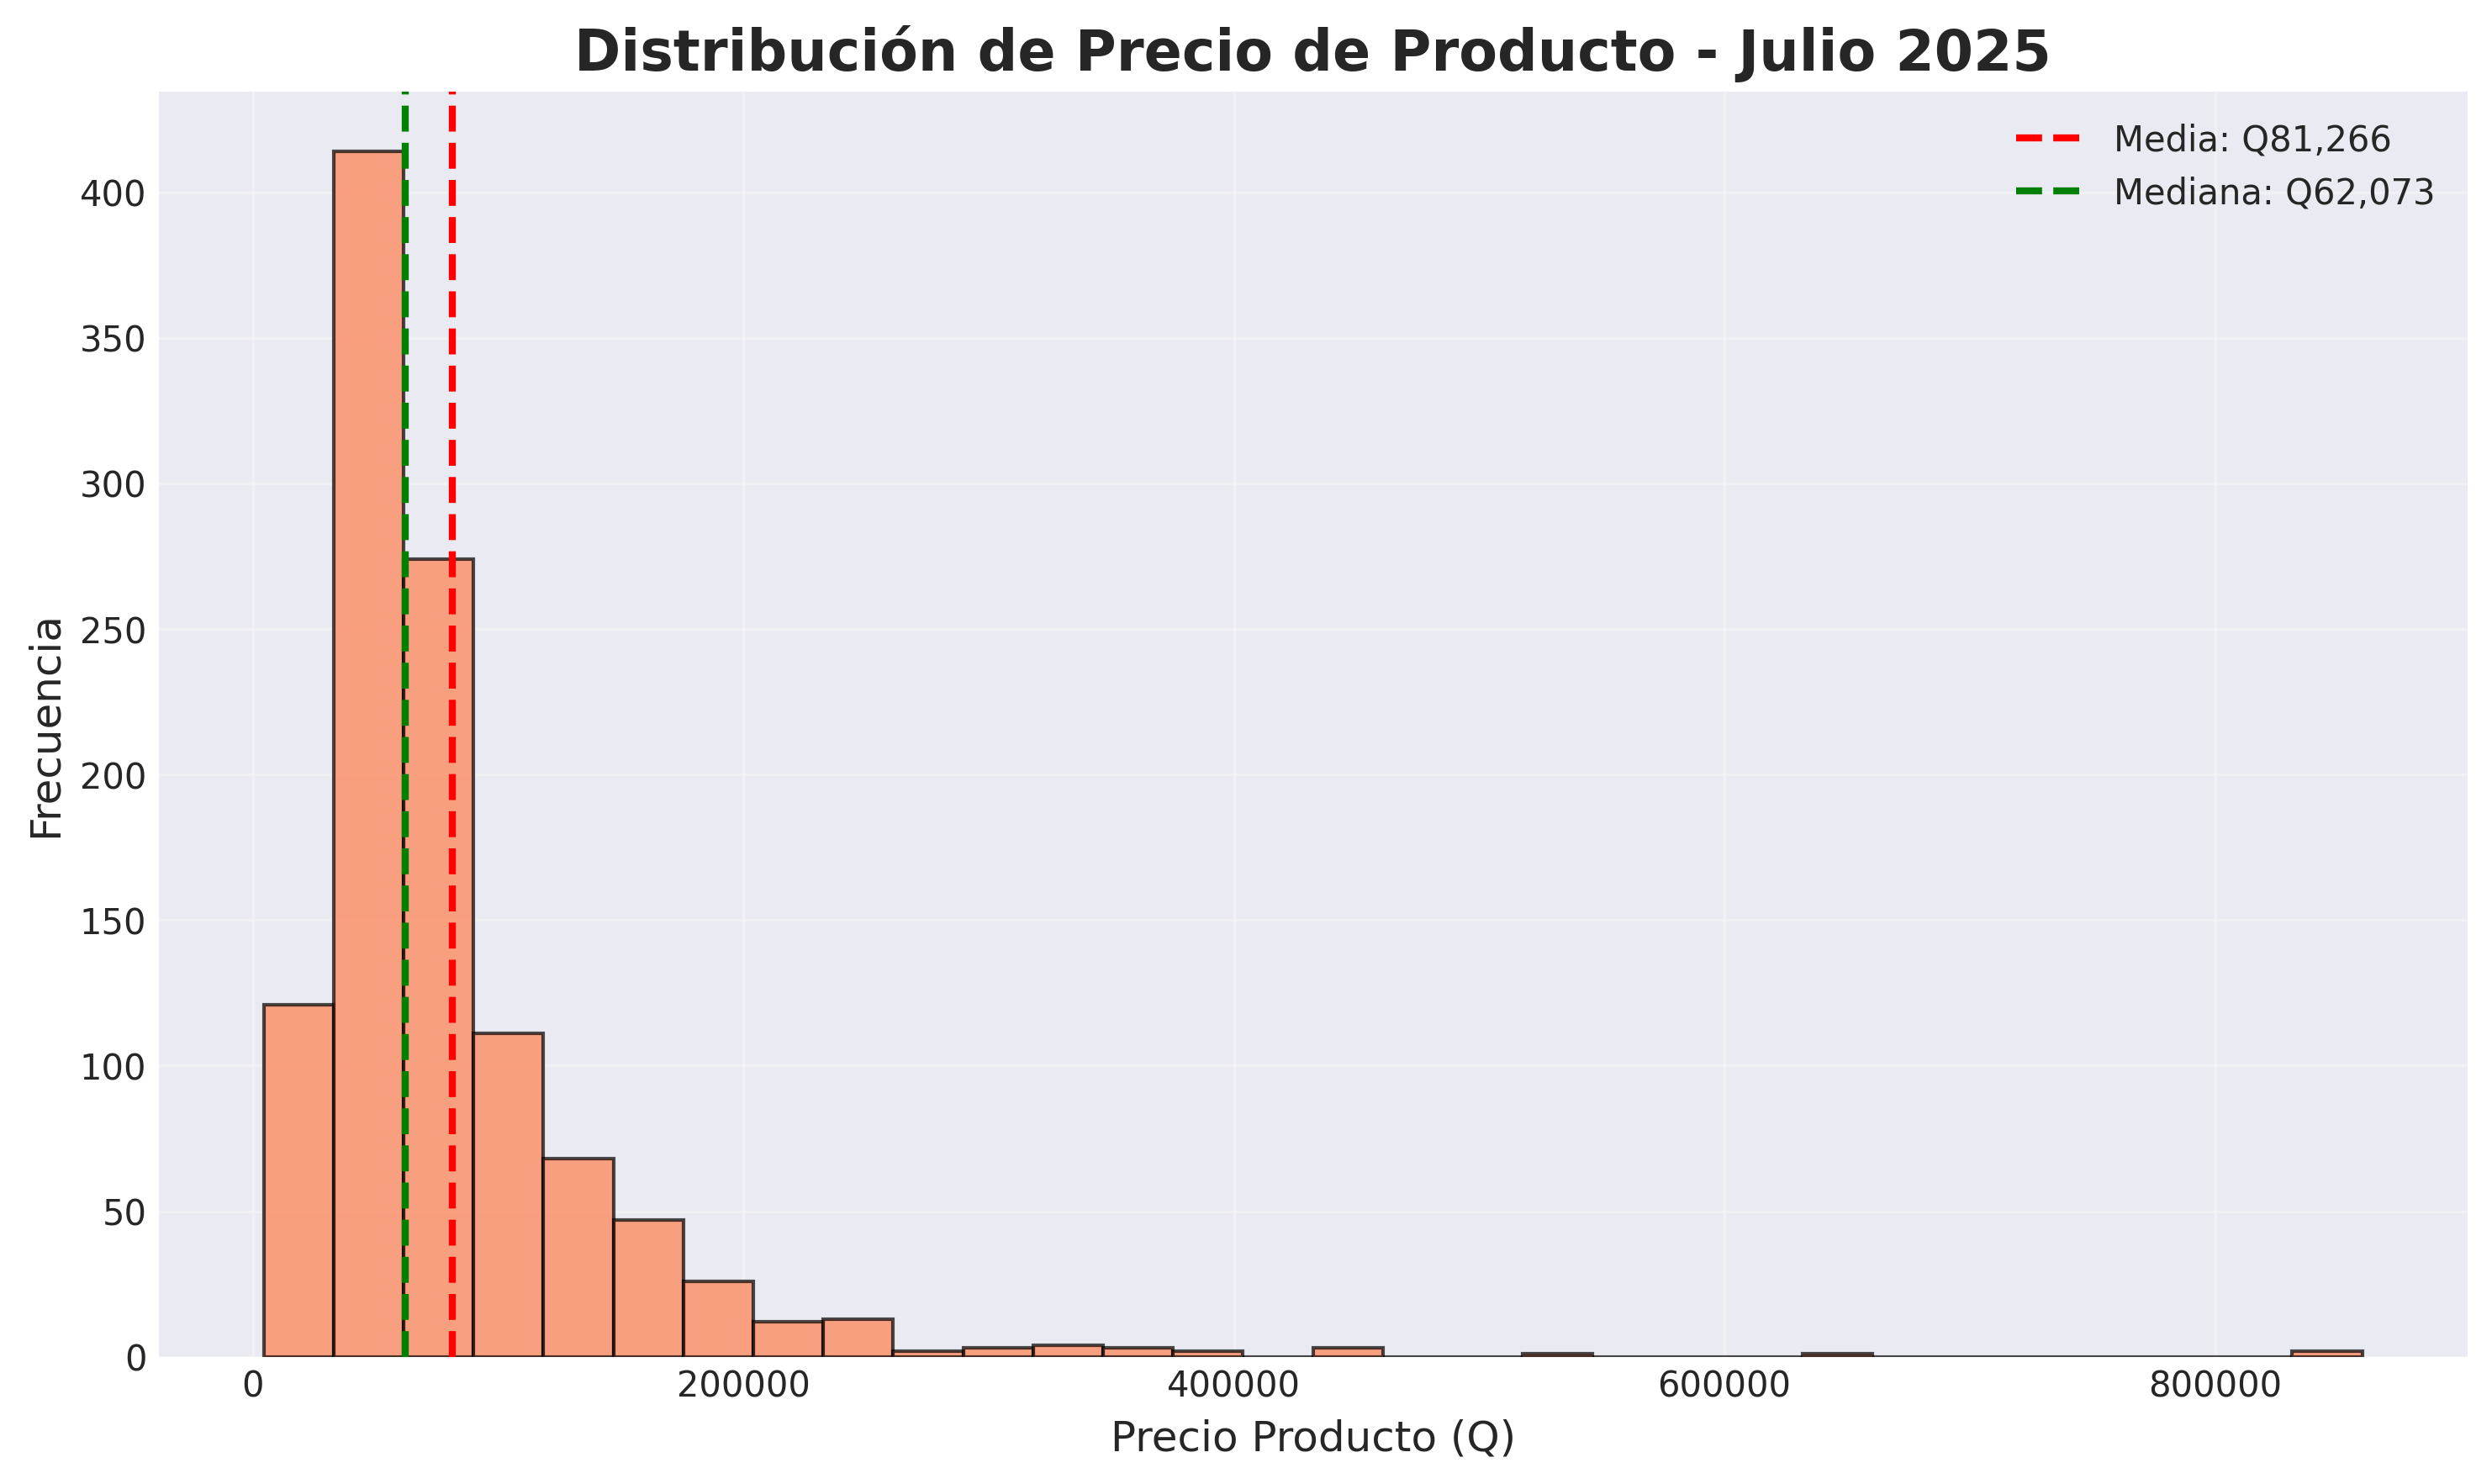 Distribución de Precio de Producto - Julio 2025
Media: Q81,266
Mediana: Q62,073
400
350
300
250
200
150
100
50
0
Frecuencia
0 200000 400000 600000 800000
Precio Producto (Q)